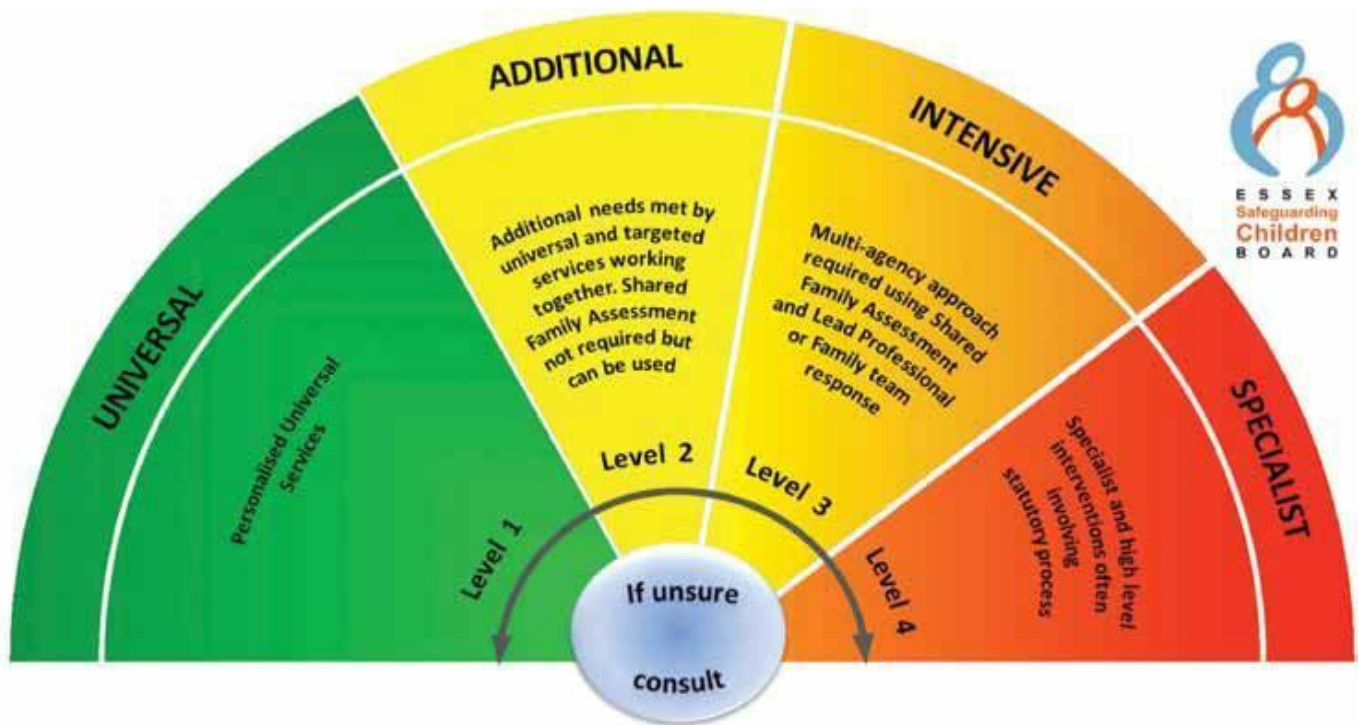 UNIVERSAL
Personalised Universal
Services
Level 1
ADDITIONAL
Additional needs met by
universal and targeted
services working
together. Shared
Family Assessment
not required but
can be used
Level 2
INTENSIVE
Multi-agency approach
required using Shared
Family Assessment
and Lead Professional
or Family team
response
Level 3
SPECIALIST
Specialist and high level
interventions often
involving
statutory process
Level 4
If unsure
consult
ESSEX
Safeguarding
Children
BOARD